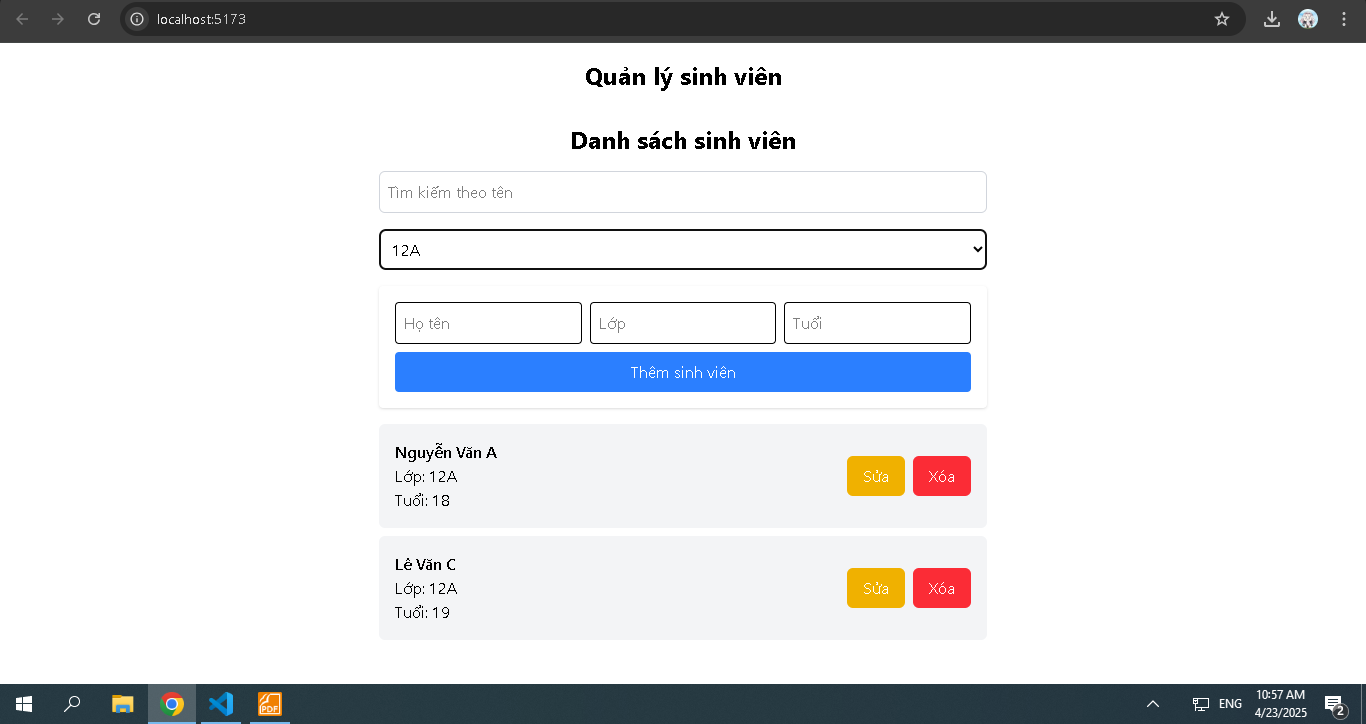 localhost:5173
Quản lý sinh viên
Danh sách sinh viên
Tìm kiếm theo tên
12A
Họ tên
Lớp
Tuổi
Thêm sinh viên
Nguyễn Văn A
Lớp: 12A
Tuổi: 18
Sửa
Xóa
Lê Văn C
Lớp: 12A
Tuổi: 19
Sửa
Xóa
PDF
ENG
10:57 AM
4/23/2025
2